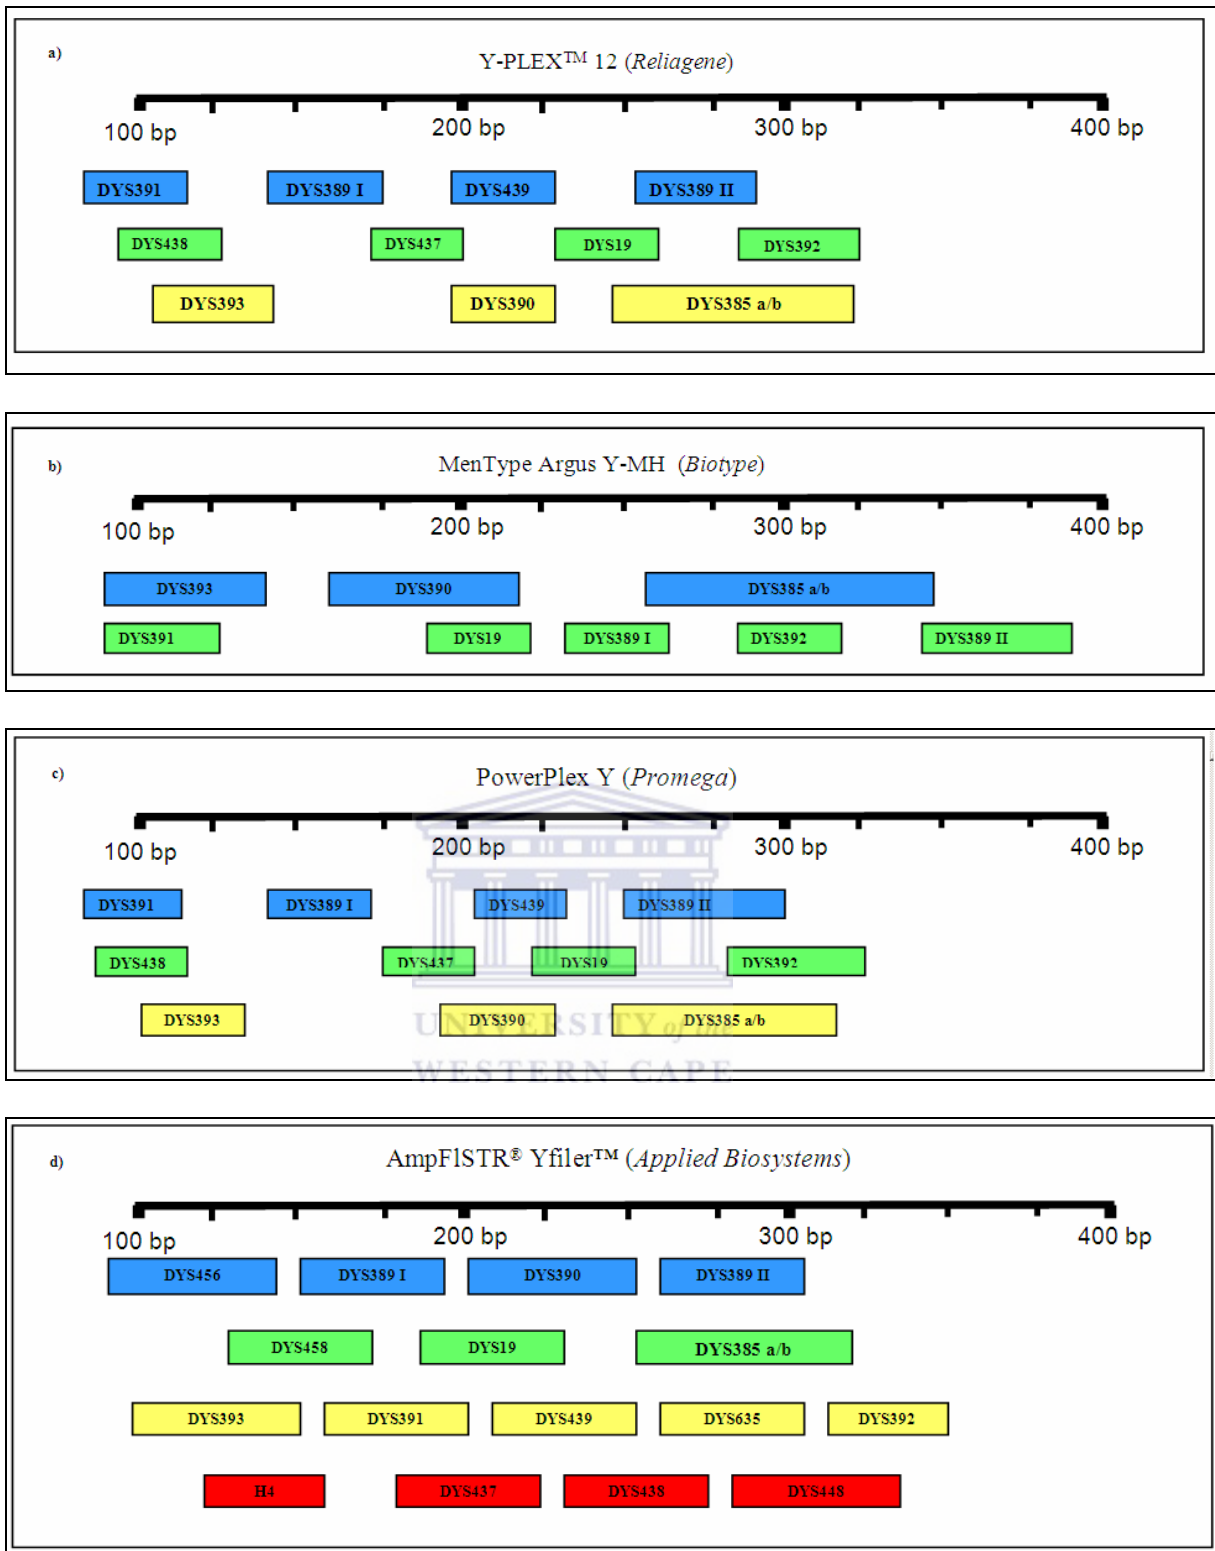 a)
Y-PLEX™ 12 (Reliagene)
100 bp 200 bp 300 bp 400 bp
DYS391 DYS389 I DYS439 DYS389 II
DYS438 DYS437 DYS19 DYS392
DYS393 DYS390 DYS385 a/b
b)
MenType Argus Y-MH (Biotype)
100 bp 200 bp 300 bp 400 bp
DYS393 DYS390 DYS385 a/b
DYS391 DYS19 DYS389 I DYS392 DYS389 II
c)
PowerPlex Y (Promega)
100 bp 200 bp 300 bp 400 bp
DYS391 DYS389 I DYS439 DYS389 II
DYS438 DYS437 DYS19 DYS392
DYS393 DYS390 DYS385 a/b
UNIVERSITY of the
WESTERN CAPE
d)
AmpFlSTR® Yfiler™ (Applied Biosystems)
100 bp 200 bp 300 bp 400 bp
DYS456 DYS389 I DYS390 DYS389 II
DYS458 DYS19 DYS385 a/b
DYS393 DYS391 DYS439 DYS635 DYS392
H4 DYS437 DYS438 DYS448